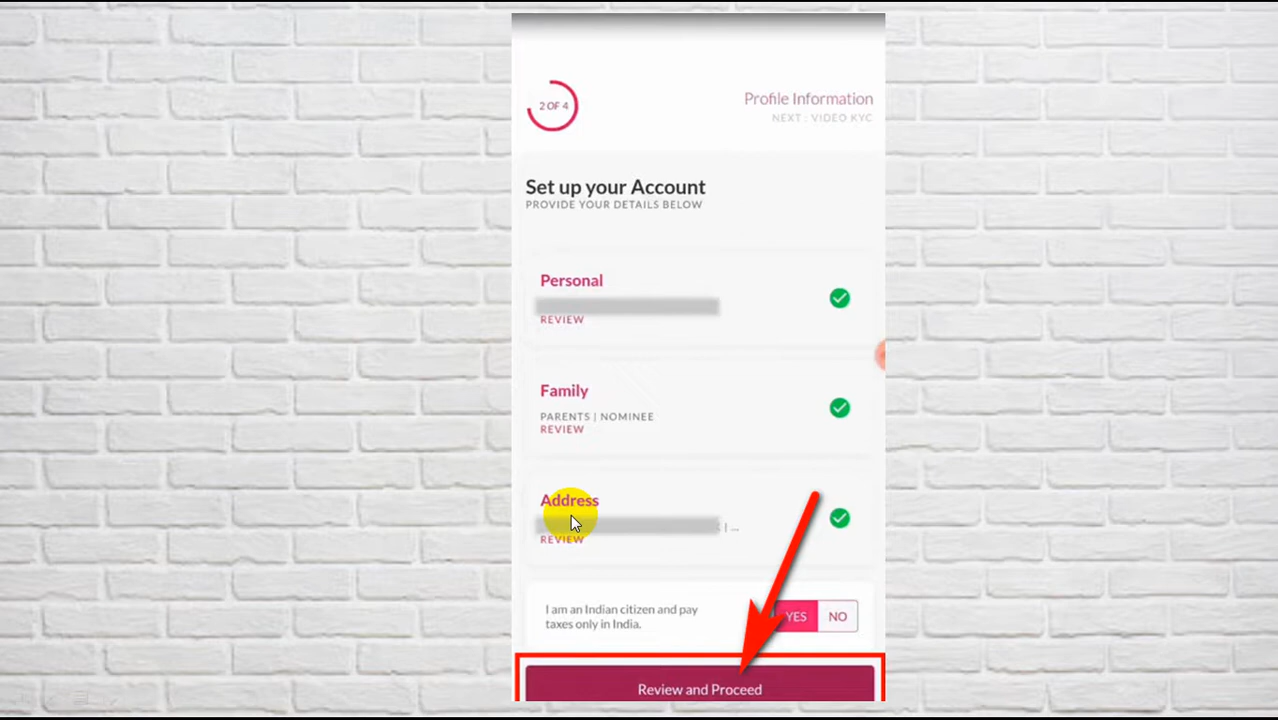 2 OF 4
Profile Information
NEXT : VIDEO KYC
Set up your Account
PROVIDE YOUR DETAILS BELOW
Personal
REVIEW
Family
PARENTS | NOMINEE
REVIEW
Address
| ...
REVIEW
I am an Indian citizen and pay
taxes only in India.
YES NO
Review and Proceed